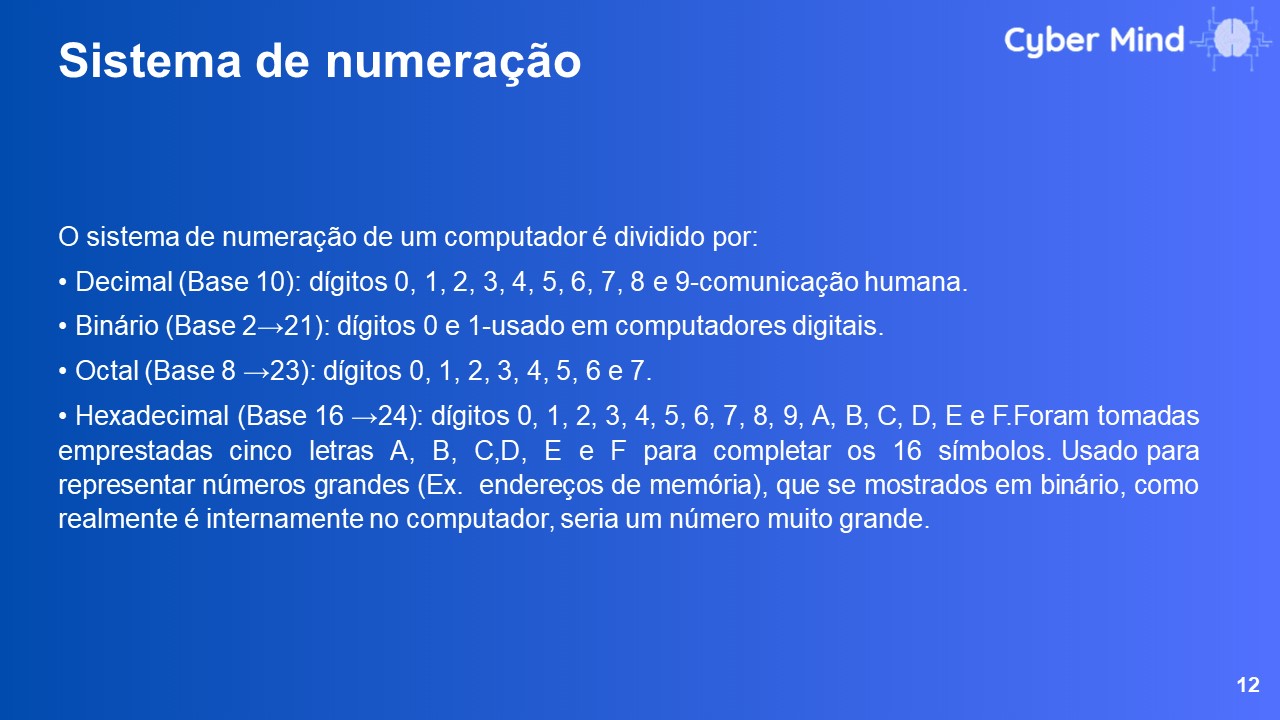 Sistema de numeração
Cyber Mind
O sistema de numeração de um computador é dividido por:
• Decimal (Base 10): dígitos 0, 1, 2, 3, 4, 5, 6, 7, 8 e 9-comunicação humana.
• Binário (Base 2→21): dígitos 0 e 1-usado em computadores digitais.
• Octal (Base 8 →23): dígitos 0, 1, 2, 3, 4, 5, 6 e 7.
• Hexadecimal (Base 16 →24): dígitos 0, 1, 2, 3, 4, 5, 6, 7, 8, 9, A, B, C, D, E e F.Foram tomadas
emprestadas cinco letras A, B, C,D, E e F para completar os 16 símbolos. Usado para
representar números grandes (Ex.  endereços de memória), que se mostrados em binário, como
realmente é internamente no computador, seria um número muito grande.
12